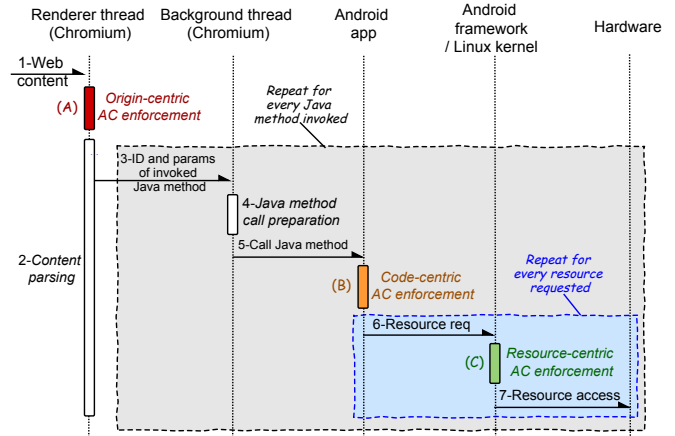 Renderer thread
(Chromium)
Background thread
(Chromium)
Android
app
Android
framework
/ Linux kernel
Hardware
1-Web
content
(A)
Origin-centric
AC enforcement
Repeat for
every Java
method invoked
3-ID and params
of invoked
Java method
4-Java method
call preparation
5-Call Java method
2-Content
parsing
(B)
Code-centric
AC enforcement
Repeat for
every resource
requested
6-Resource req
(C)
Resource-centric
AC enforcement
7-Resource access